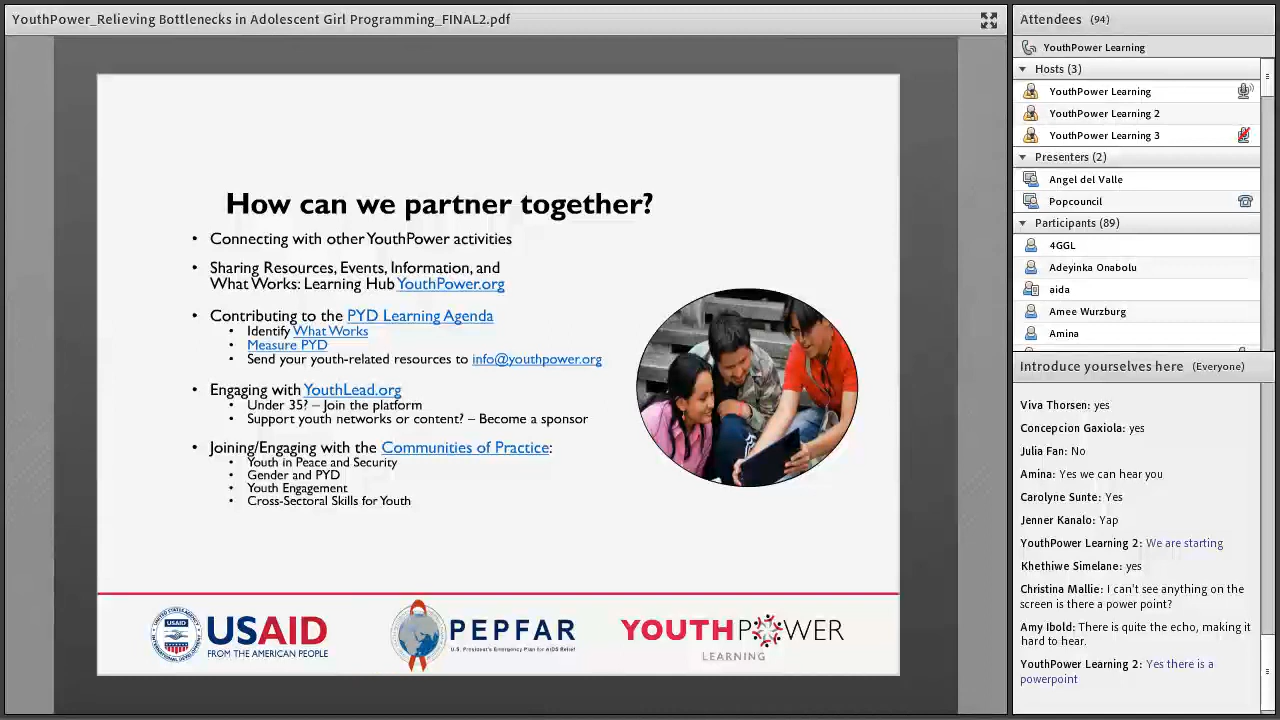 YouthPower_Relieving Bottlenecks in Adolescent Girl Programming_FINAL2.pdf
How can we partner together?
• Connecting with other YouthPower activities
• Sharing Resources, Events, Information, and
What Works: Learning Hub YouthPower.org
• Contributing to the PYD Learning Agenda
• Identify What Works
• Measure PYD
• Send your youth-related resources to info@youthpower.org
• Engaging with YouthLead.org
• Under 35? – Join the platform
• Support youth networks or content? – Become a sponsor
• Joining/Engaging with the Communities of Practice:
• Youth in Peace and Security
• Gender and PYD
• Youth Engagement
• Cross-Sectoral Skills for Youth
USAID
USAID
FROM THE AMERICAN PEOPLE
PEPFAR
U.S. President's Emergency Plan for AIDS Relief
YOUTHPOWER
LEARNING
Attendees (94)
YouthPower Learning
Hosts (3)
YouthPower Learning
YouthPower Learning 2
YouthPower Learning 3
Presenters (2)
Angel del Valle
Popcouncil
Participants (89)
4GGL
Adeyinka Onabolu
aida
Amee Wurzburg
Amina
Introduce yourselves here (Everyone)
Viva Thorsen: yes
Concepcion Gaxiola: yes
Julia Fan: No
Amina: Yes we can hear you
Carolyne Sunte: Yes
Jenner Kanalo: Yap
YouthPower Learning 2: We are starting
Khethiwe Simelane: yes
Christina Mallie: I can't see anything on the
screen is there a power point?
Amy Ibold: There is quite the echo, making it
hard to hear.
YouthPower Learning 2: Yes there is a
powerpoint